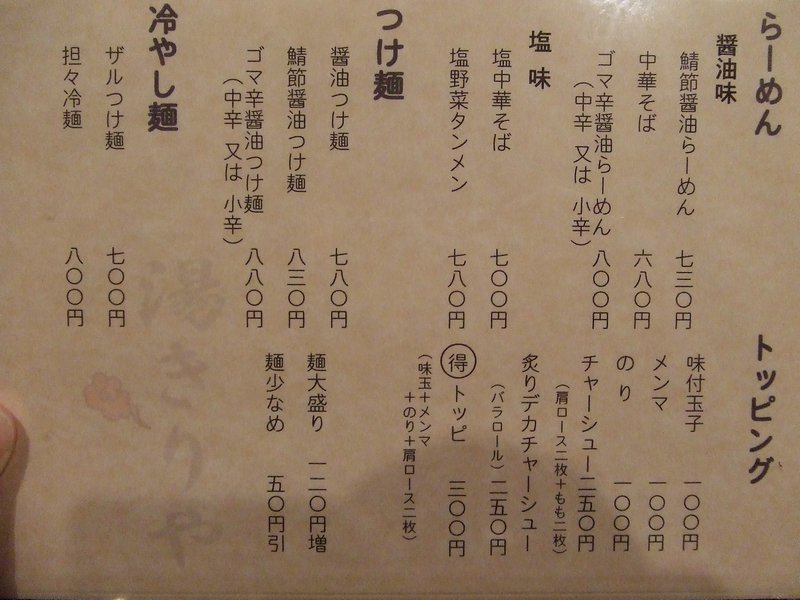 らーめん
醤油味
鯖節醤油らーめん 七三〇円
中華そば 六八〇円
ゴマ辛醤油らーめん 八〇〇円
（中辛 又は 小辛）
塩味
塩中華そば 七〇〇円
塩野菜タンメン 七八〇円
つけ麺
醤油つけ麺 七八〇円
鯖節醤油つけ麺 八三〇円
ゴマ辛醤油つけ麺 八八〇円
（中辛 又は 小辛）
冷やし麺
ザルつけ麺 七〇〇円
担々冷麺 八〇〇円
トッピング
味付玉子 一〇〇円
メンマ 一〇〇円
のり 一〇〇円
チャーシュー 二五〇円
（肩ロース二枚＋もも二枚）
炙りデカチャーシュー
（バラロール） 二五〇円
得トッピ 三〇〇円
（味玉＋メンマ
＋のり＋肩ロース二枚）
麺大盛り 一二〇円増
麺少なめ 五〇円引
湯きりや